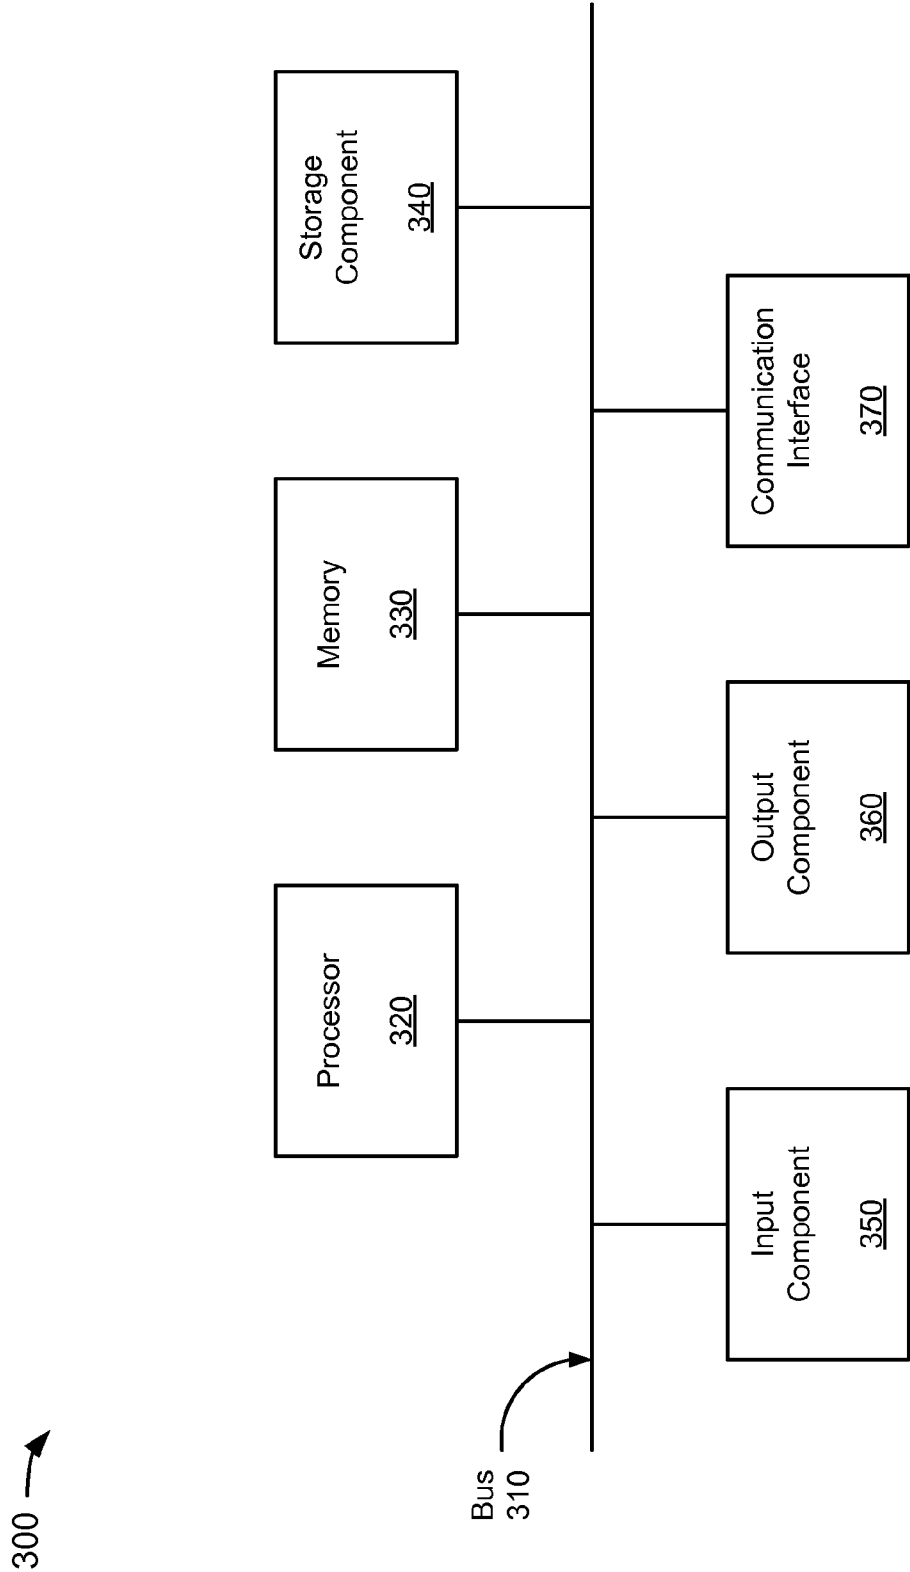 300
Processor
320
Memory
330
Storage
Component
340
Bus
310
Input
Component
350
Output
Component
360
Communication
Interface
370